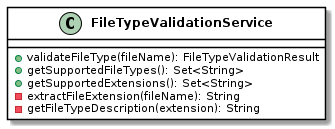 C FileTypeValidationService
validateFileType(fileName): FileTypeValidationResult
getSupportedFileTypes(): Set<String>
getSupportedExtensions(): Set<String>
extractFileExtension(fileName): String
getFileTypeDescription(extension): String